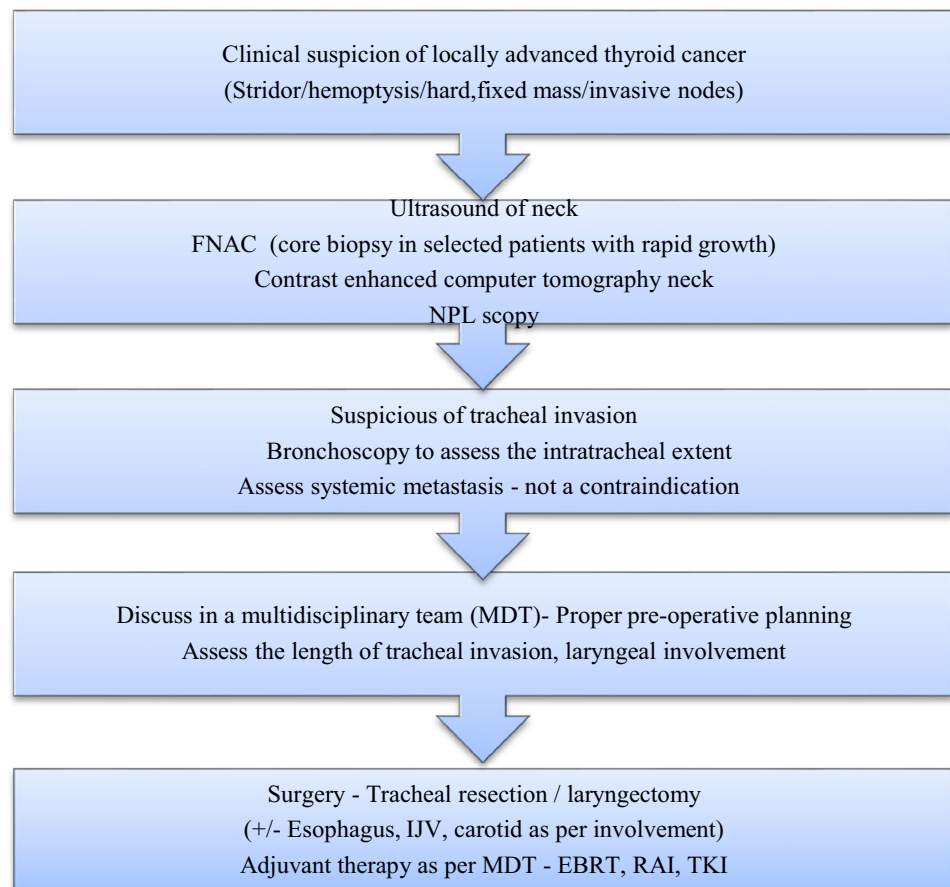 Clinical suspicion of locally advanced thyroid cancer
(Stridor/hemoptysis/hard,fixed mass/invasive nodes)
Ultrasound of neck
FNAC (core biopsy in selected patients with rapid growth)
Contrast enhanced computer tomography neck
NPL scopy
Suspicious of tracheal invasion
Bronchoscopy to assess the intratracheal extent
Assess systemic metastasis - not a contraindication
Discuss in a multidisciplinary team (MDT)- Proper pre-operative planning
Assess the length of tracheal invasion, laryngeal involvement
Surgery - Tracheal resection / laryngectomy
(+/- Esophagus, IJV, carotid as per involvement)
Adjuvant therapy as per MDT - EBRT, RAI, TKI